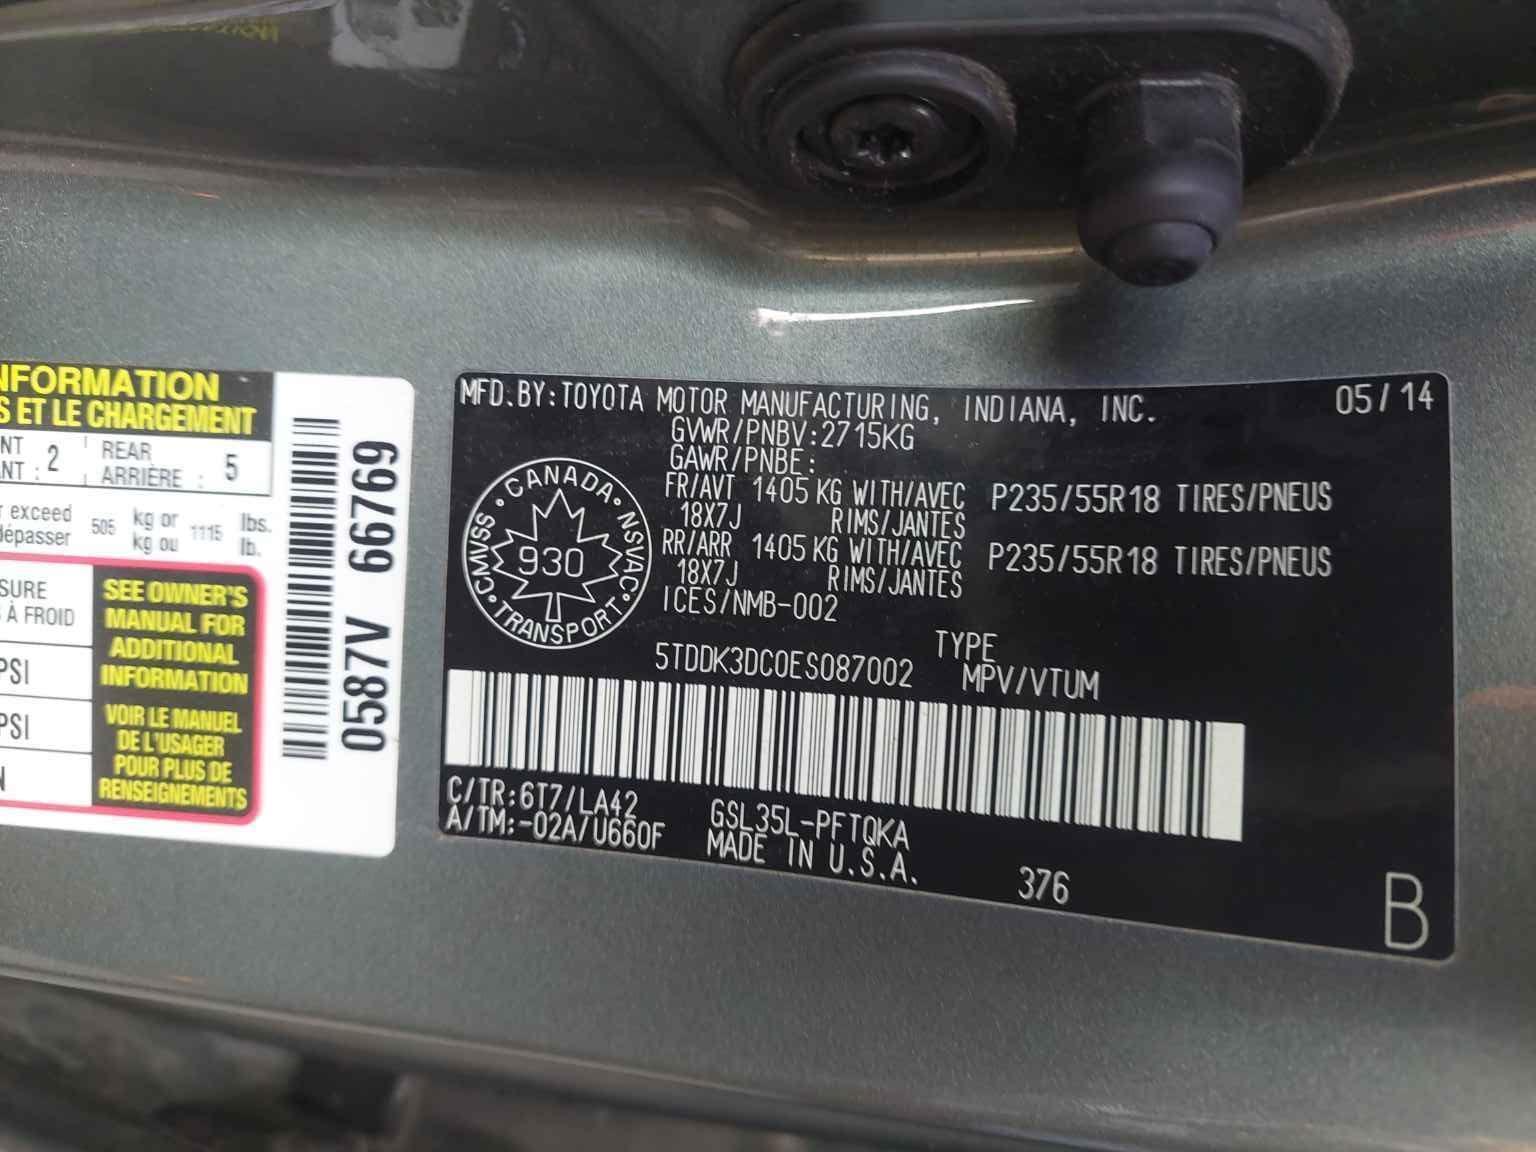 NFORMATION
S ET LE CHARGEMENT
NT
ANT : 2
REAR
ARRIÈRE : 5
r exceed
dépasser 505 kg or
kg ou 1115 lbs.
lb.
SURE
À FROID
PSI
PSI
N
SEE OWNER'S
MANUAL FOR
ADDITIONAL
INFORMATION
VOIR LE MANUEL
DE L'USAGER
POUR PLUS DE
RENSEIGNEMENTS
0587V 66769
MFD.BY:TOYOTA MOTOR MANUFACTURING, INDIANA, INC. 05/14
GVWR/PNBV:2715KG
GAWR/PNBE:
FR/AVT 1405 KG WITH/AVEC P235/55R18 TIRES/PNEUS
18X7J RIMS/JANTES
RR/ARR 1405 KG WITH/AVEC P235/55R18 TIRES/PNEUS
18X7J RIMS/JANTES
ICES/NMB-002
CANADA
CMVSS 930 NSVAC
TRANSPORT
TYPE
5TDDK3DC0ES087002 MPV/VTUM
C/TR:6T7/LA42 GSL35L-PFTQKA
A/TM:-02A/U660F MADE IN U.S.A.
376
B